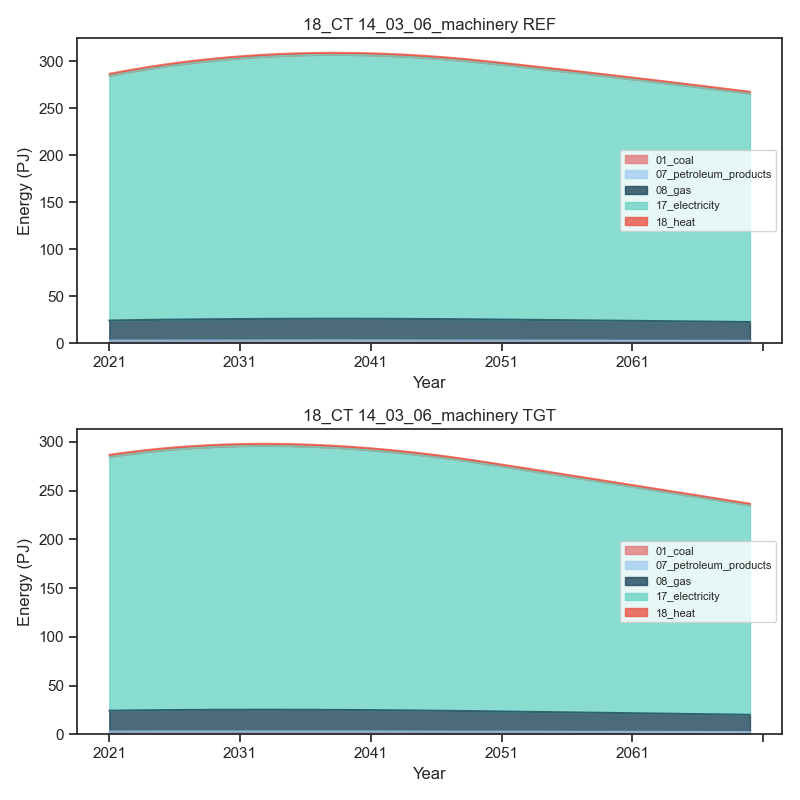 18_CT 14_03_06_machinery REF
300
250
200
150
100
50
0
Energy (PJ)
01_coal
07_petroleum_products
08_gas
17_electricity
18_heat
2021 2031 2041 2051 2061
Year
18_CT 14_03_06_machinery TGT
300
250
200
150
100
50
0
Energy (PJ)
01_coal
07_petroleum_products
08_gas
17_electricity
18_heat
2021 2031 2041 2051 2061
Year